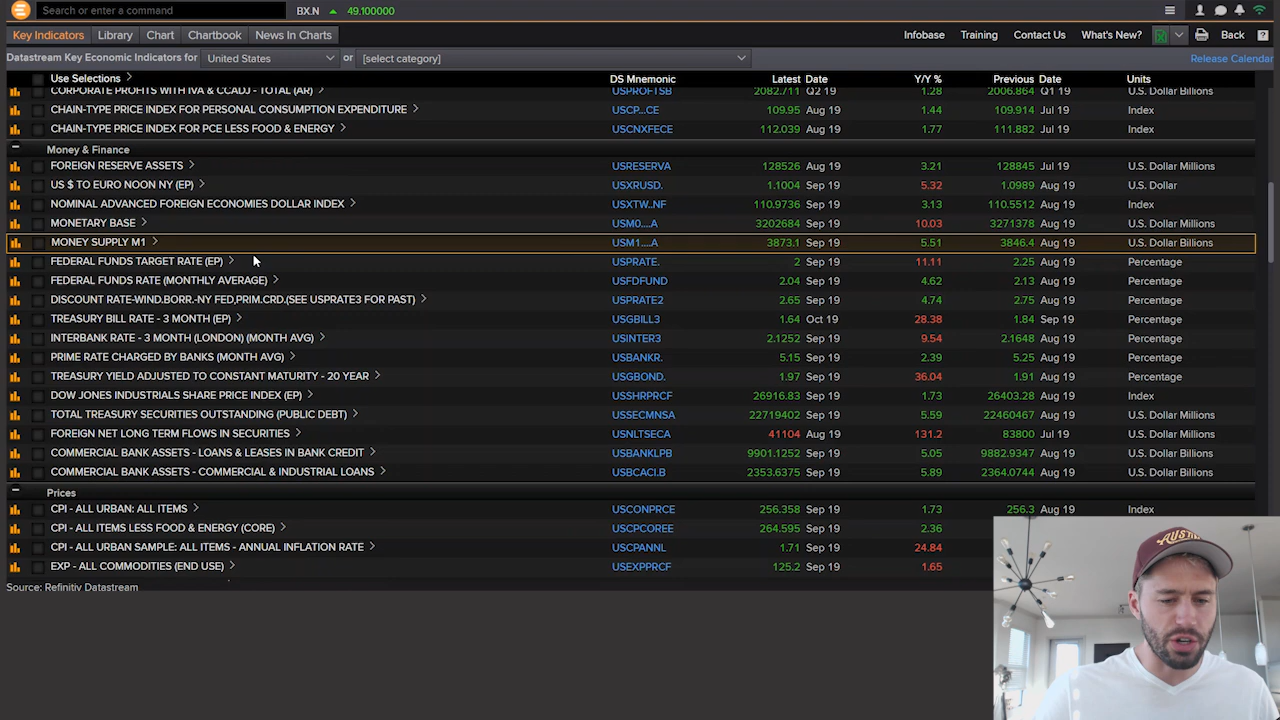 Search or enter a command BX.N 49.100000
Key Indicators Library Chart Chartbook News In Charts Infobase Training Contact Us What's New? Back
Datastream Key Economic Indicators for United States or [select category] Release Calendar
Use Selections DS Mnemonic Latest Date Y/Y % Previous Date Units
CORPORATE PROFITS WITH IVA & CCADJ - TOTAL (AR) USPROFTSB 2082.711 Q2 19 1.28 2006.864 Q1 19 U.S. Dollar Billions
CHAIN-TYPE PRICE INDEX FOR PERSONAL CONSUMPTION EXPENDITURE USCP...CE 109.95 Aug 19 1.44 109.914 Jul 19 Index
CHAIN-TYPE PRICE INDEX FOR PCE LESS FOOD & ENERGY USCNXFECE 112.039 Aug 19 1.77 111.882 Jul 19 Index
Money & Finance
FOREIGN RESERVE ASSETS USRESERVA 128526 Aug 19 3.21 128845 Jul 19 U.S. Dollar Millions
US $ TO EURO NOON NY (EP) USXRUSD. 1.1004 Sep 19 5.32 1.0989 Aug 19 U.S. Dollar
NOMINAL ADVANCED FOREIGN ECONOMIES DOLLAR INDEX USXTW..NF 110.9736 Sep 19 3.13 110.5512 Aug 19 Index
MONETARY BASE USM0....A 3202684 Sep 19 10.03 3271378 Aug 19 U.S. Dollar Millions
MONEY SUPPLY M1 USM1....A 3873.1 Sep 19 5.51 3846.4 Aug 19 U.S. Dollar Billions
FEDERAL FUNDS TARGET RATE (EP) USPRATE. 2 Sep 19 11.11 2.25 Aug 19 Percentage
FEDERAL FUNDS RATE (MONTHLY AVERAGE) USFDFUND 2.04 Sep 19 4.62 2.13 Aug 19 Percentage
DISCOUNT RATE-WIND.BORR.-NY FED,PRIM.CRD.(SEE USPRATE3 FOR PAST) USPRATE2 2.65 Sep 19 4.74 2.75 Aug 19 Percentage
TREASURY BILL RATE - 3 MONTH (EP) USGBILL3 1.64 Oct 19 28.38 1.84 Sep 19 Percentage
INTERBANK RATE - 3 MONTH (LONDON) (MONTH AVG) USINTER3 2.1252 Sep 19 9.54 2.1648 Aug 19 Percentage
PRIME RATE CHARGED BY BANKS (MONTH AVG) USBANKR. 5.15 Sep 19 2.39 5.25 Aug 19 Percentage
TREASURY YIELD ADJUSTED TO CONSTANT MATURITY - 20 YEAR USGBOND. 1.97 Sep 19 36.04 1.91 Aug 19 Percentage
DOW JONES INDUSTRIALS SHARE PRICE INDEX (EP) USSHRPRCF 26916.83 Sep 19 1.73 26403.28 Aug 19 Index
TOTAL TREASURY SECURITIES OUTSTANDING (PUBLIC DEBT) USSECMNSA 22719402 Sep 19 5.59 22460467 Aug 19 U.S. Dollar Millions
FOREIGN NET LONG TERM FLOWS IN SECURITIES USNLTSECA 41104 Aug 19 131.2 83800 Jul 19 U.S. Dollar Millions
COMMERCIAL BANK ASSETS - LOANS & LEASES IN BANK CREDIT USBANKLPB 9901.1252 Sep 19 5.05 9882.9347 Aug 19 U.S. Dollar Billions
COMMERCIAL BANK ASSETS - COMMERCIAL & INDUSTRIAL LOANS USBCACI.B 2353.6375 Sep 19 5.89 2364.0744 Aug 19 U.S. Dollar Billions
Prices
CPI - ALL URBAN: ALL ITEMS USCONPRCE 256.358 Sep 19 1.73 256.3 Aug 19 Index
CPI - ALL ITEMS LESS FOOD & ENERGY (CORE) USCPCOREE 264.595 Sep 19 2.36
CPI - ALL URBAN SAMPLE: ALL ITEMS - ANNUAL INFLATION RATE USCPANNL 1.71 Sep 19 24.84
EXP - ALL COMMODITIES (END USE) USEXPPRCF 125.2 Sep 19 1.65
Source: Refinitiv Datastream